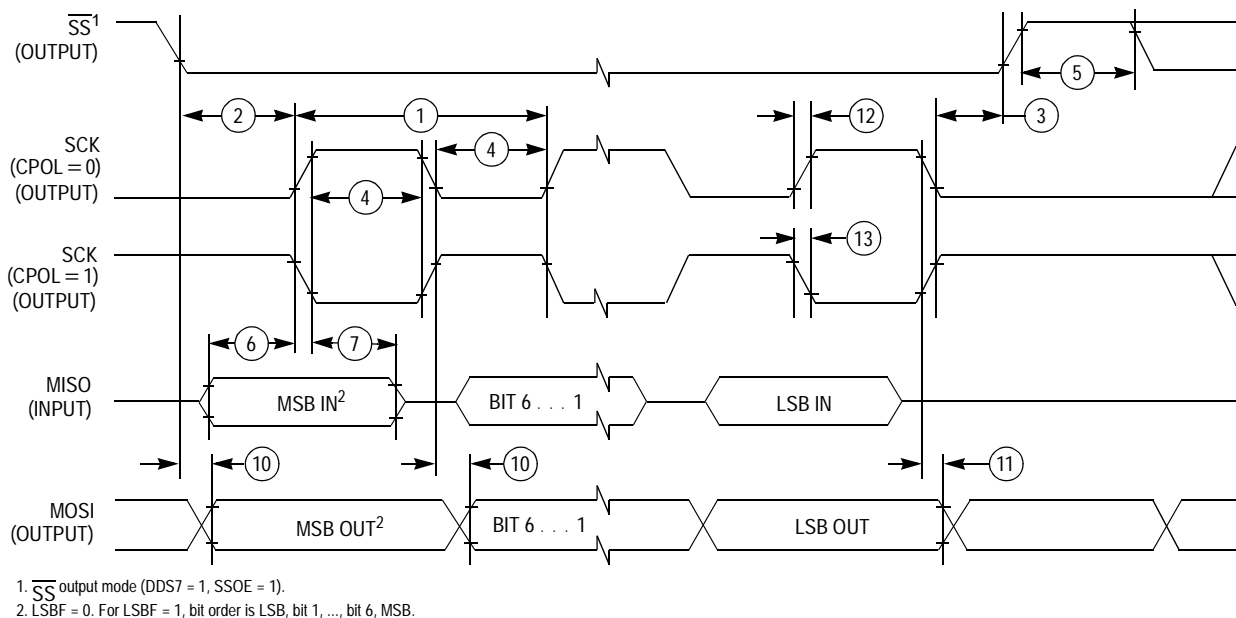 SS¹
(OUTPUT)
5
2
1
12
3
SCK
(CPOL = 0)
(OUTPUT)
4
4
13
SCK
(CPOL = 1)
(OUTPUT)
6
7
MISO
(INPUT)
MSB IN²
BIT 6 . . . 1
LSB IN
10
10
11
MOSI
(OUTPUT)
MSB OUT²
BIT 6 . . . 1
LSB OUT
1. SS output mode (DDS7 = 1, SSOE = 1).
2. LSBF = 0. For LSBF = 1, bit order is LSB, bit 1, ..., bit 6, MSB.